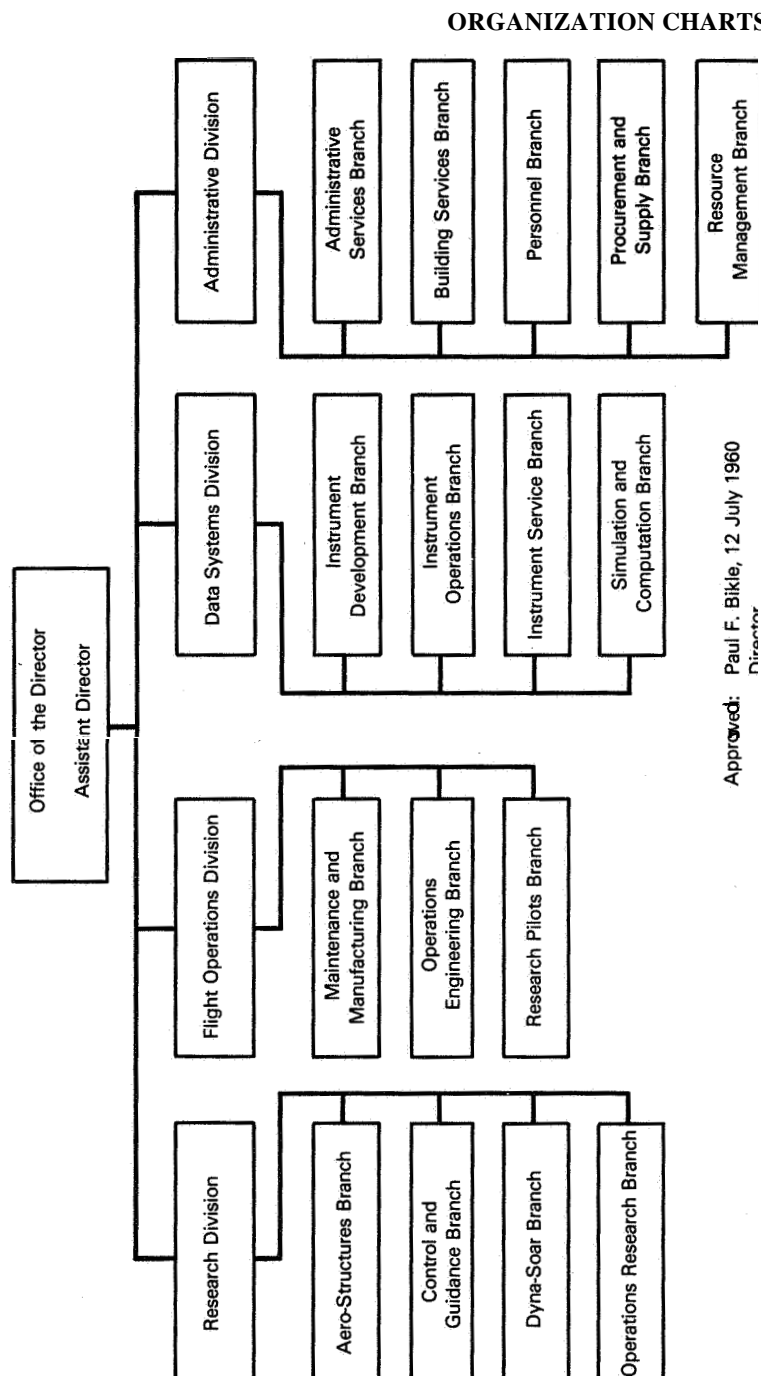 ORGANIZATION CHARTS
Office of the Director
Assistant Director
Research Division
Aero-Structures Branch
Control and
Guidance Branch
Dyna-Soar Branch
Operations Research Branch
Flight Operations Division
Maintenance and
Manufacturing Branch
Operations
Engineering Branch
Research Pilots Branch
Data Systems Division
Instrument
Development Branch
Instrument
Operations Branch
Instrument Service Branch
Simulation and
Computation Branch
Administrative Division
Administrative
Services Branch
Building Services Branch
Personnel Branch
Procurement and
Supply Branch
Resource
Management Branch
Approved: Paul F. Bikle, 12 July 1960
Director